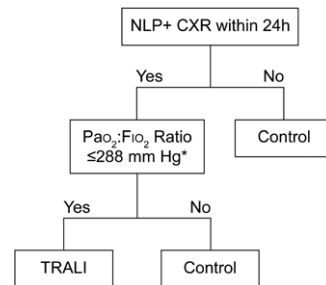 NLP+ CXR within 24h
Yes No
PaO₂:FIO₂ Ratio
≤288 mm Hg*
Control
Yes No
TRALI Control